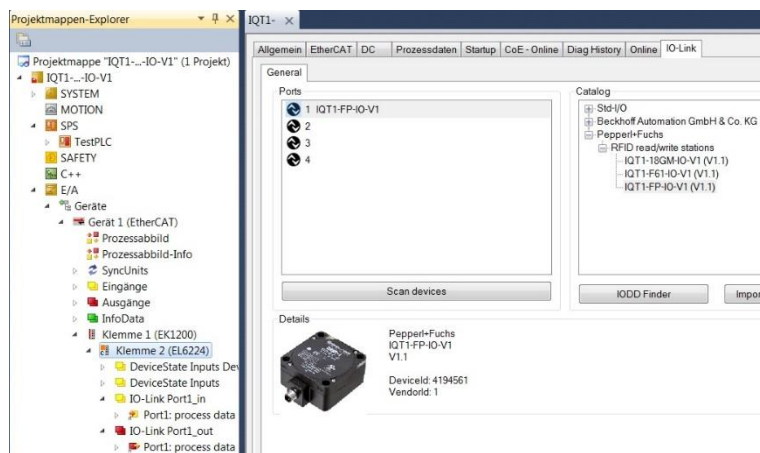 Projektmappen-Explorer
Projektmappe "IQT1-...-IO-V1" (1 Projekt)
IQT1-...-IO-V1
SYSTEM
MOTION
SPS
TestPLC
SAFETY
C++
E/A
Geräte
Gerät 1 (EtherCAT)
Prozessabbild
Prozessabbild-Info
SyncUnits
Eingänge
Ausgänge
InfoData
Klemme 1 (EK1200)
Klemme 2 (EL6224)
DeviceState Inputs Dev
DeviceState Inputs
IO-Link Port1_in
Port1: process data
IO-Link Port1_out
Port1: process data
IQT1-
Allgemein EtherCAT DC Prozessdaten Startup CoE - Online Diag History Online IO-Link
General
Ports
1 IQT1-FP-IO-V1
2
3
4
Scan devices
Catalog
Std-I/O
Beckhoff Automation GmbH & Co. KG
Pepperl+Fuchs
RFID read/write stations
IQT1-18GM-IO-V1 (V1.1)
IQT1-F61-IO-V1 (V1.1)
IQT1-FP-IO-V1 (V1.1)
IODD Finder Impor
Details
Pepperl+Fuchs
IQT1-FP-IO-V1
V1.1
DeviceId: 4194561
VendorId: 1